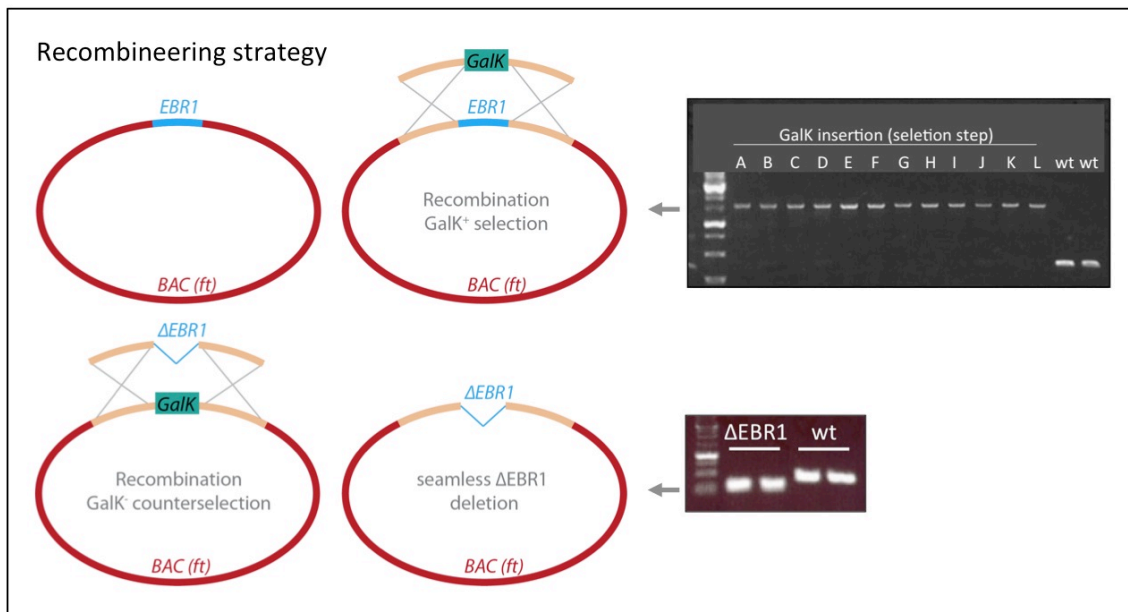 Recombineering strategy
GalK
EBR1
EBR1
Recombination
GalK⁺ selection
BAC (ft)
BAC (ft)
GalK insertion (seletion step)
A B C D E F G H I J K L wt wt
ΔEBR1
GalK
Recombination
GalK⁻ counterselection
BAC (ft)
ΔEBR1
seamless ΔEBR1
deletion
BAC (ft)
ΔEBR1 wt